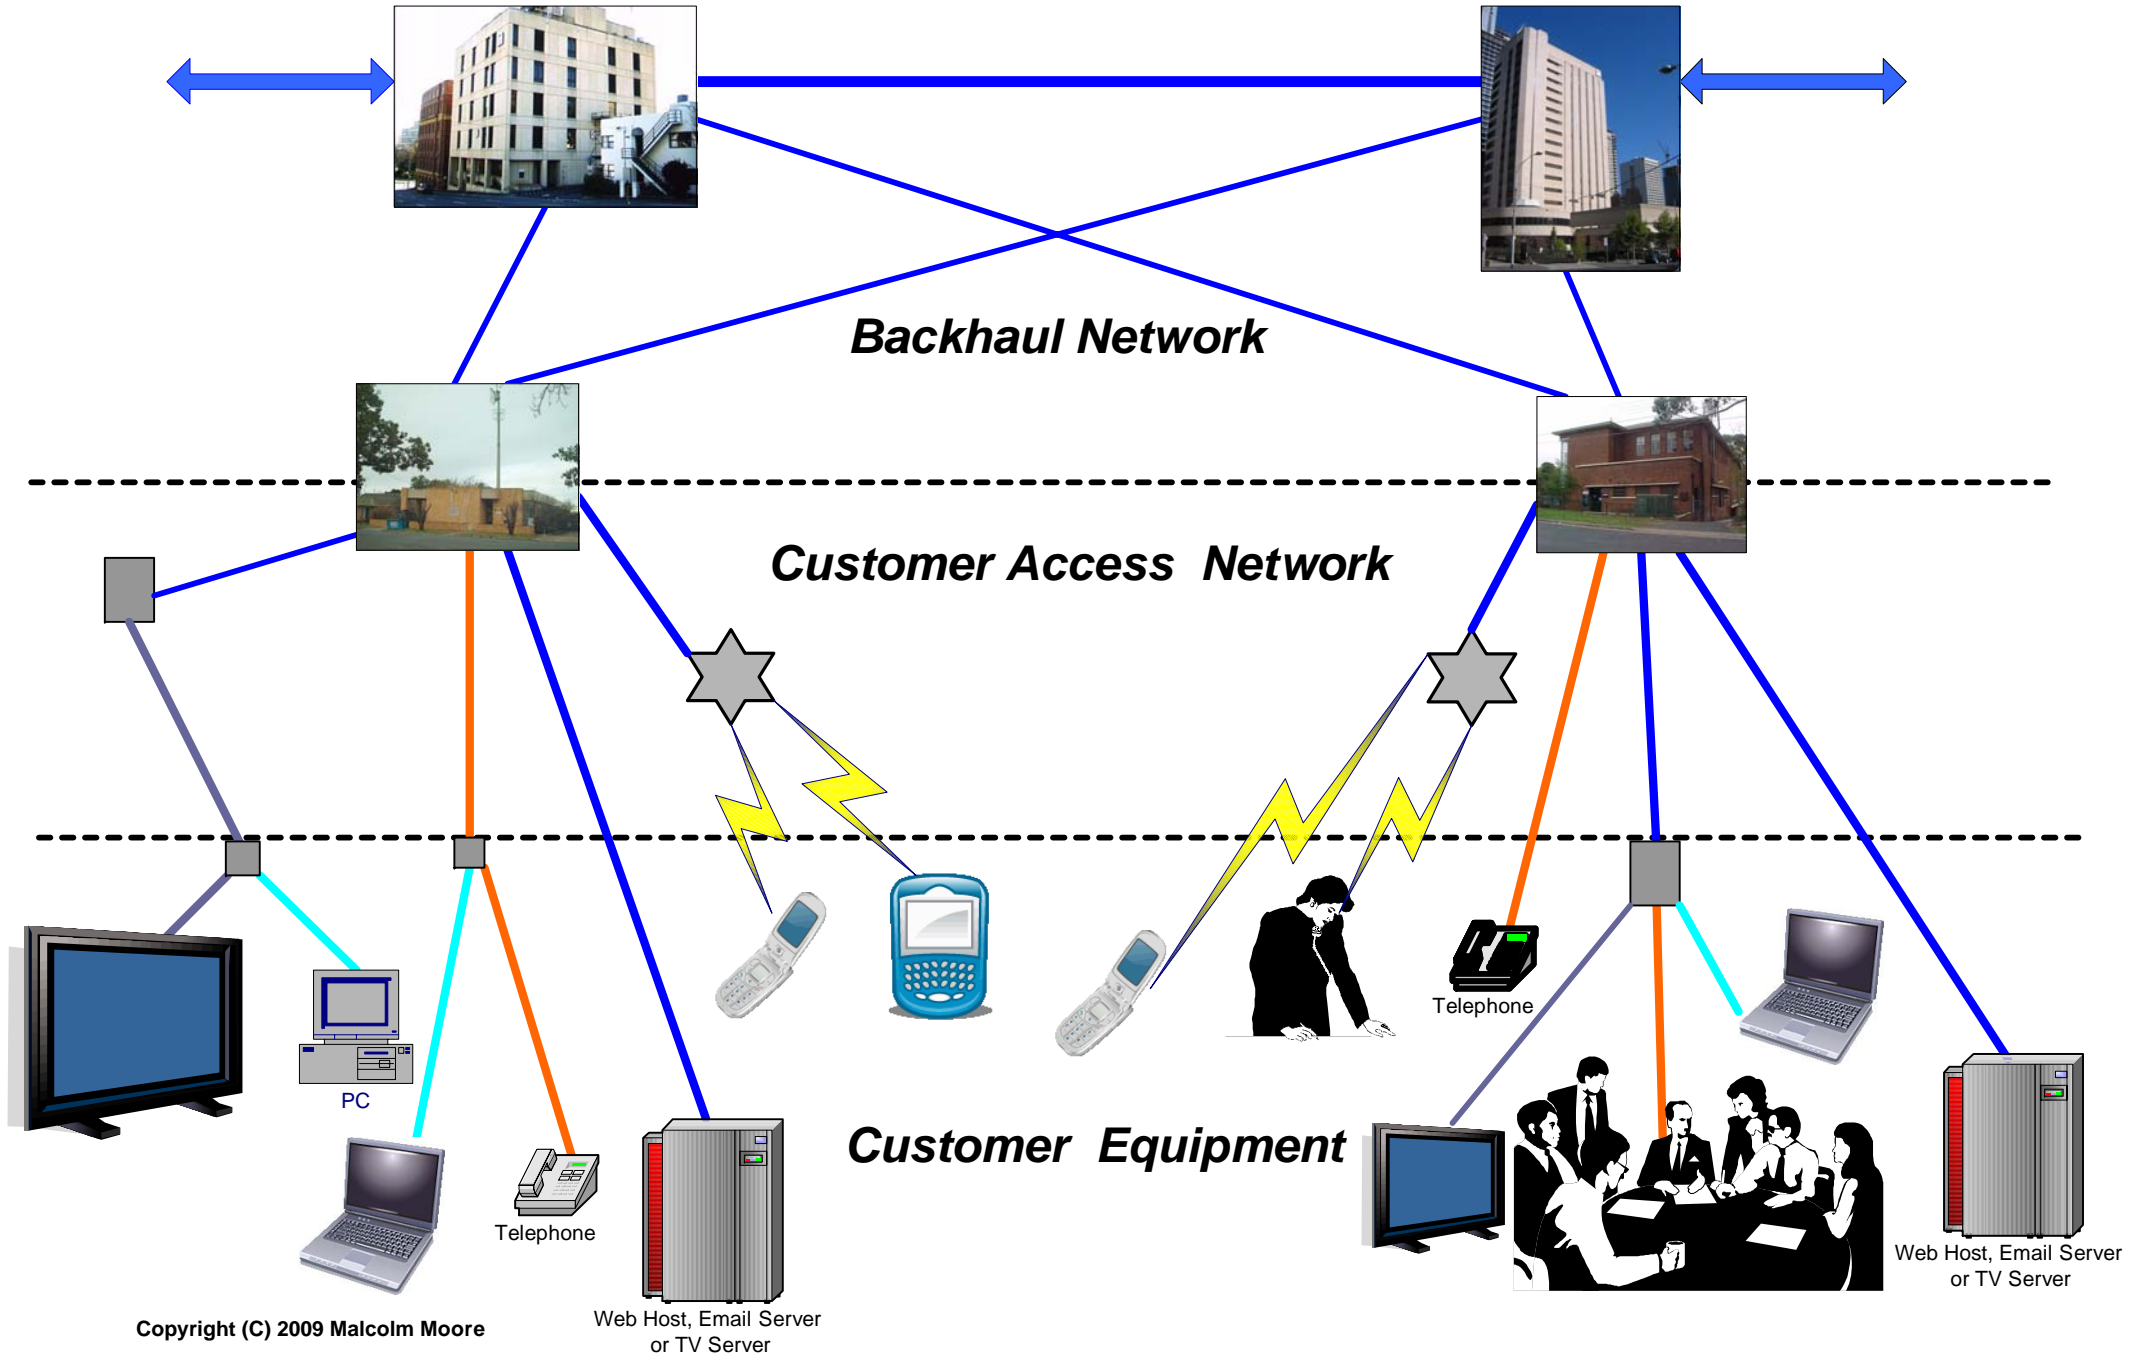 Backhaul Network
Customer Access Network
Telephone
PC
Customer Equipment
Telephone
Web Host, Email Server
or TV Server
Web Host, Email Server
or TV Server
Copyright (C) 2009 Malcolm Moore